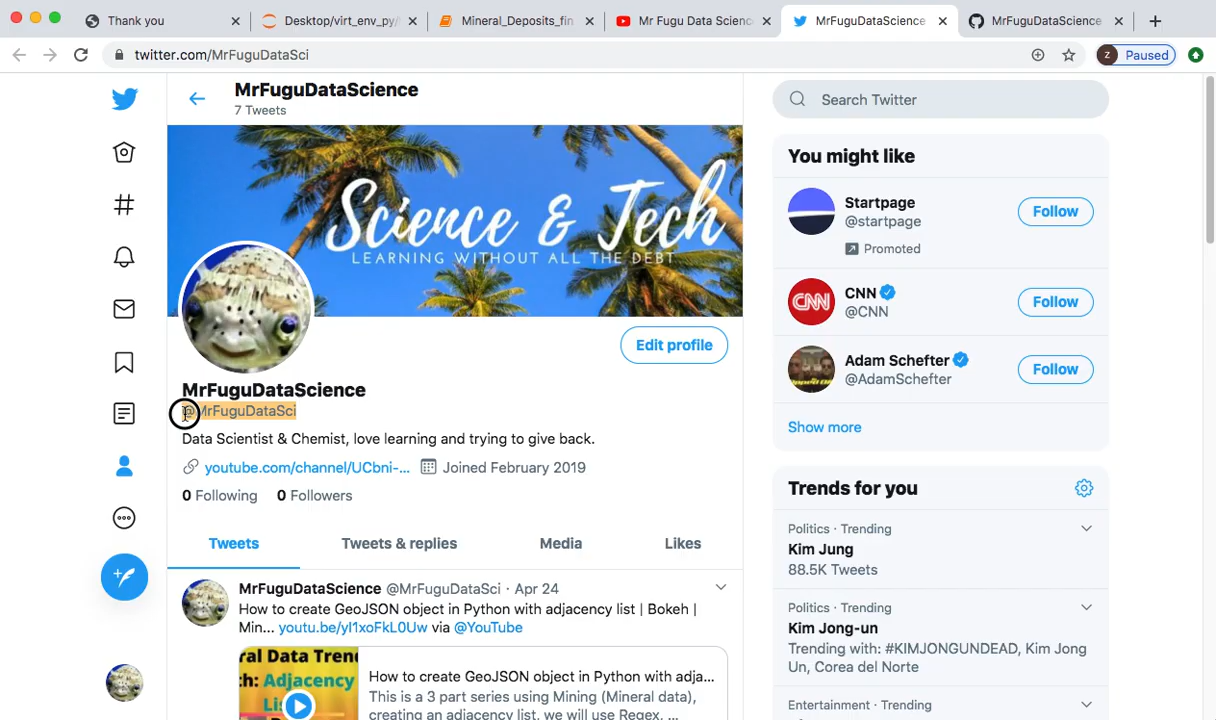 Thank you
Desktop/virt_env_py/
Mineral_Deposits_fin
Mr Fugu Data Scienc
MrFuguDataScience
MrFuguDataScience
twitter.com/MrFuguDataSci
z Paused
MrFuguDataScience
7 Tweets
Science & Tech
LEARNING WITHOUT ALL THE DEBT
Edit profile
MrFuguDataScience
@MrFuguDataSci
Data Scientist & Chemist, love learning and trying to give back.
youtube.com/channel/UCbni-... Joined February 2019
0 Following 0 Followers
Tweets Tweets & replies Media Likes
MrFuguDataScience @MrFuguDataSci · Apr 24
How to create GeoJSON object in Python with adjacency list | Bokeh |
Min... youtu.be/yI1xoFkL0Uw via @YouTube
ral Data Tren
h: Adjacency
Li
How to create GeoJSON object in Python with adja...
This is a 3 part series using Mining (Mineral data),
creating an adjacency list, we will use Regex, ...
Search Twitter
You might like
Startpage
@startpage
Follow
Promoted
CNN
CNN
@CNN
Follow
Adam Schefter
@AdamSchefter
Follow
Show more
Trends for you
Politics · Trending
Kim Jung
88.5K Tweets
Politics · Trending
Kim Jong-un
Trending with: #KIMJONGUNDEAD, Kim Jong
Un, Corea del Norte
Entertainment · Trending